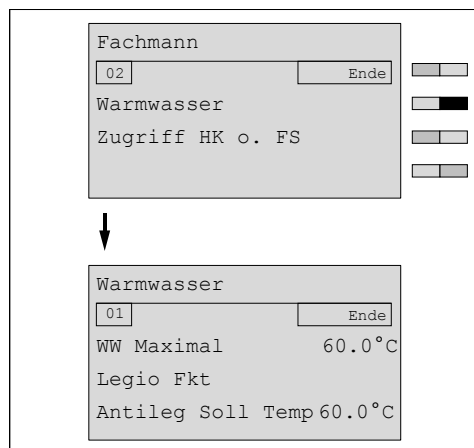 Fachmann
02 Ende
Warmwasser
Zugriff HK o. FS
Warmwasser
01 Ende
WW Maximal 60.0°C
Legio Fkt
Antileg Soll Temp 60.0°C